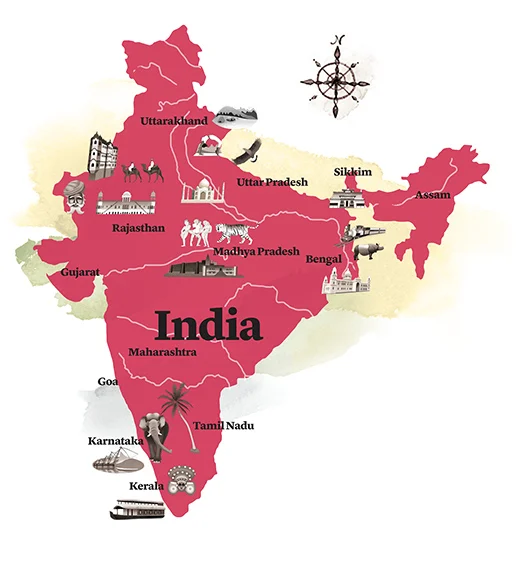 N
Uttarakhand
Sikkim
Uttar Pradesh
Assam
Rajasthan
Madhya Pradesh
Bengal
Gujarat
India
Maharashtra
Goa
Tamil Nadu
Karnataka
Kerala